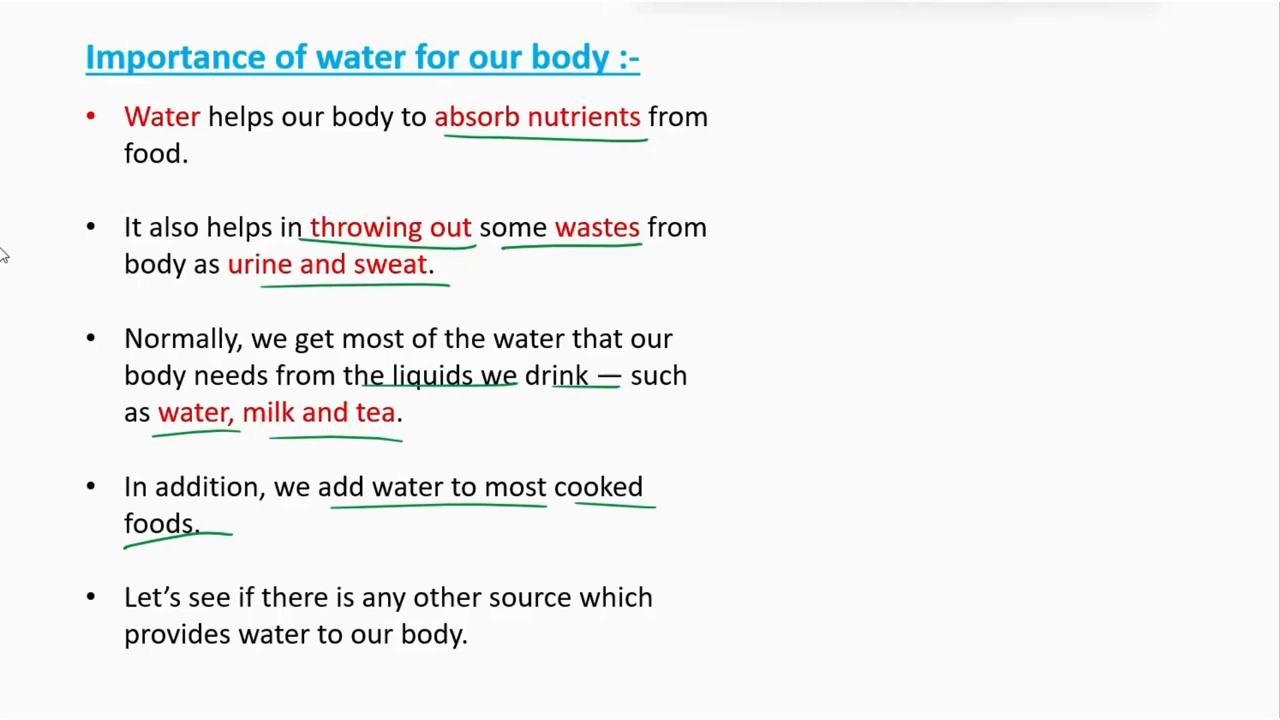 Importance of water for our body :-
• Water helps our body to absorb nutrients from
food.
• It also helps in throwing out some wastes from
body as urine and sweat.
• Normally, we get most of the water that our
body needs from the liquids we drink — such
as water, milk and tea.
• In addition, we add water to most cooked
foods.
• Let’s see if there is any other source which
provides water to our body.